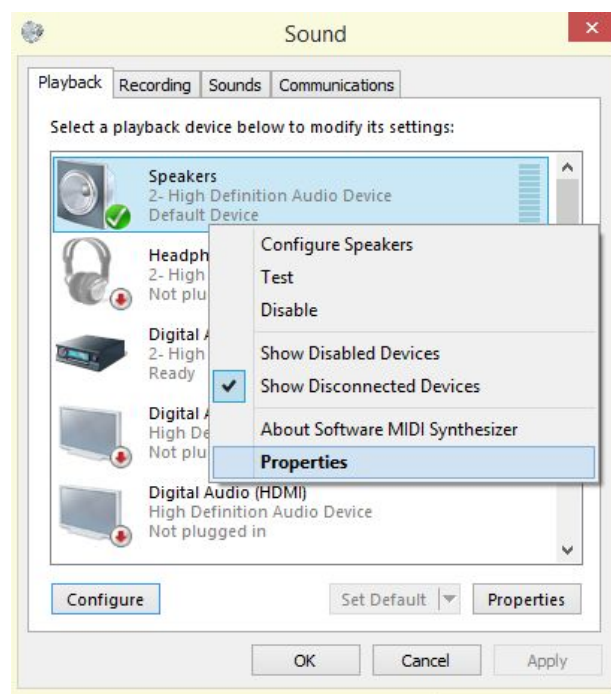 Sound
Playback Recording Sounds Communications
Select a playback device below to modify its settings:
Speakers
2- High Definition Audio Device
Default Device
Configure Speakers
Test
Disable
Show Disabled Devices
Show Disconnected Devices
About Software MIDI Synthesizer
Properties
Headph
2- High
Not plu
Digital
2- High
Ready
Digital
High De
Not plu
Digital Audio (HDMI)
High Definition Audio Device
Not plugged in
Configure Set Default Properties
OK Cancel Apply